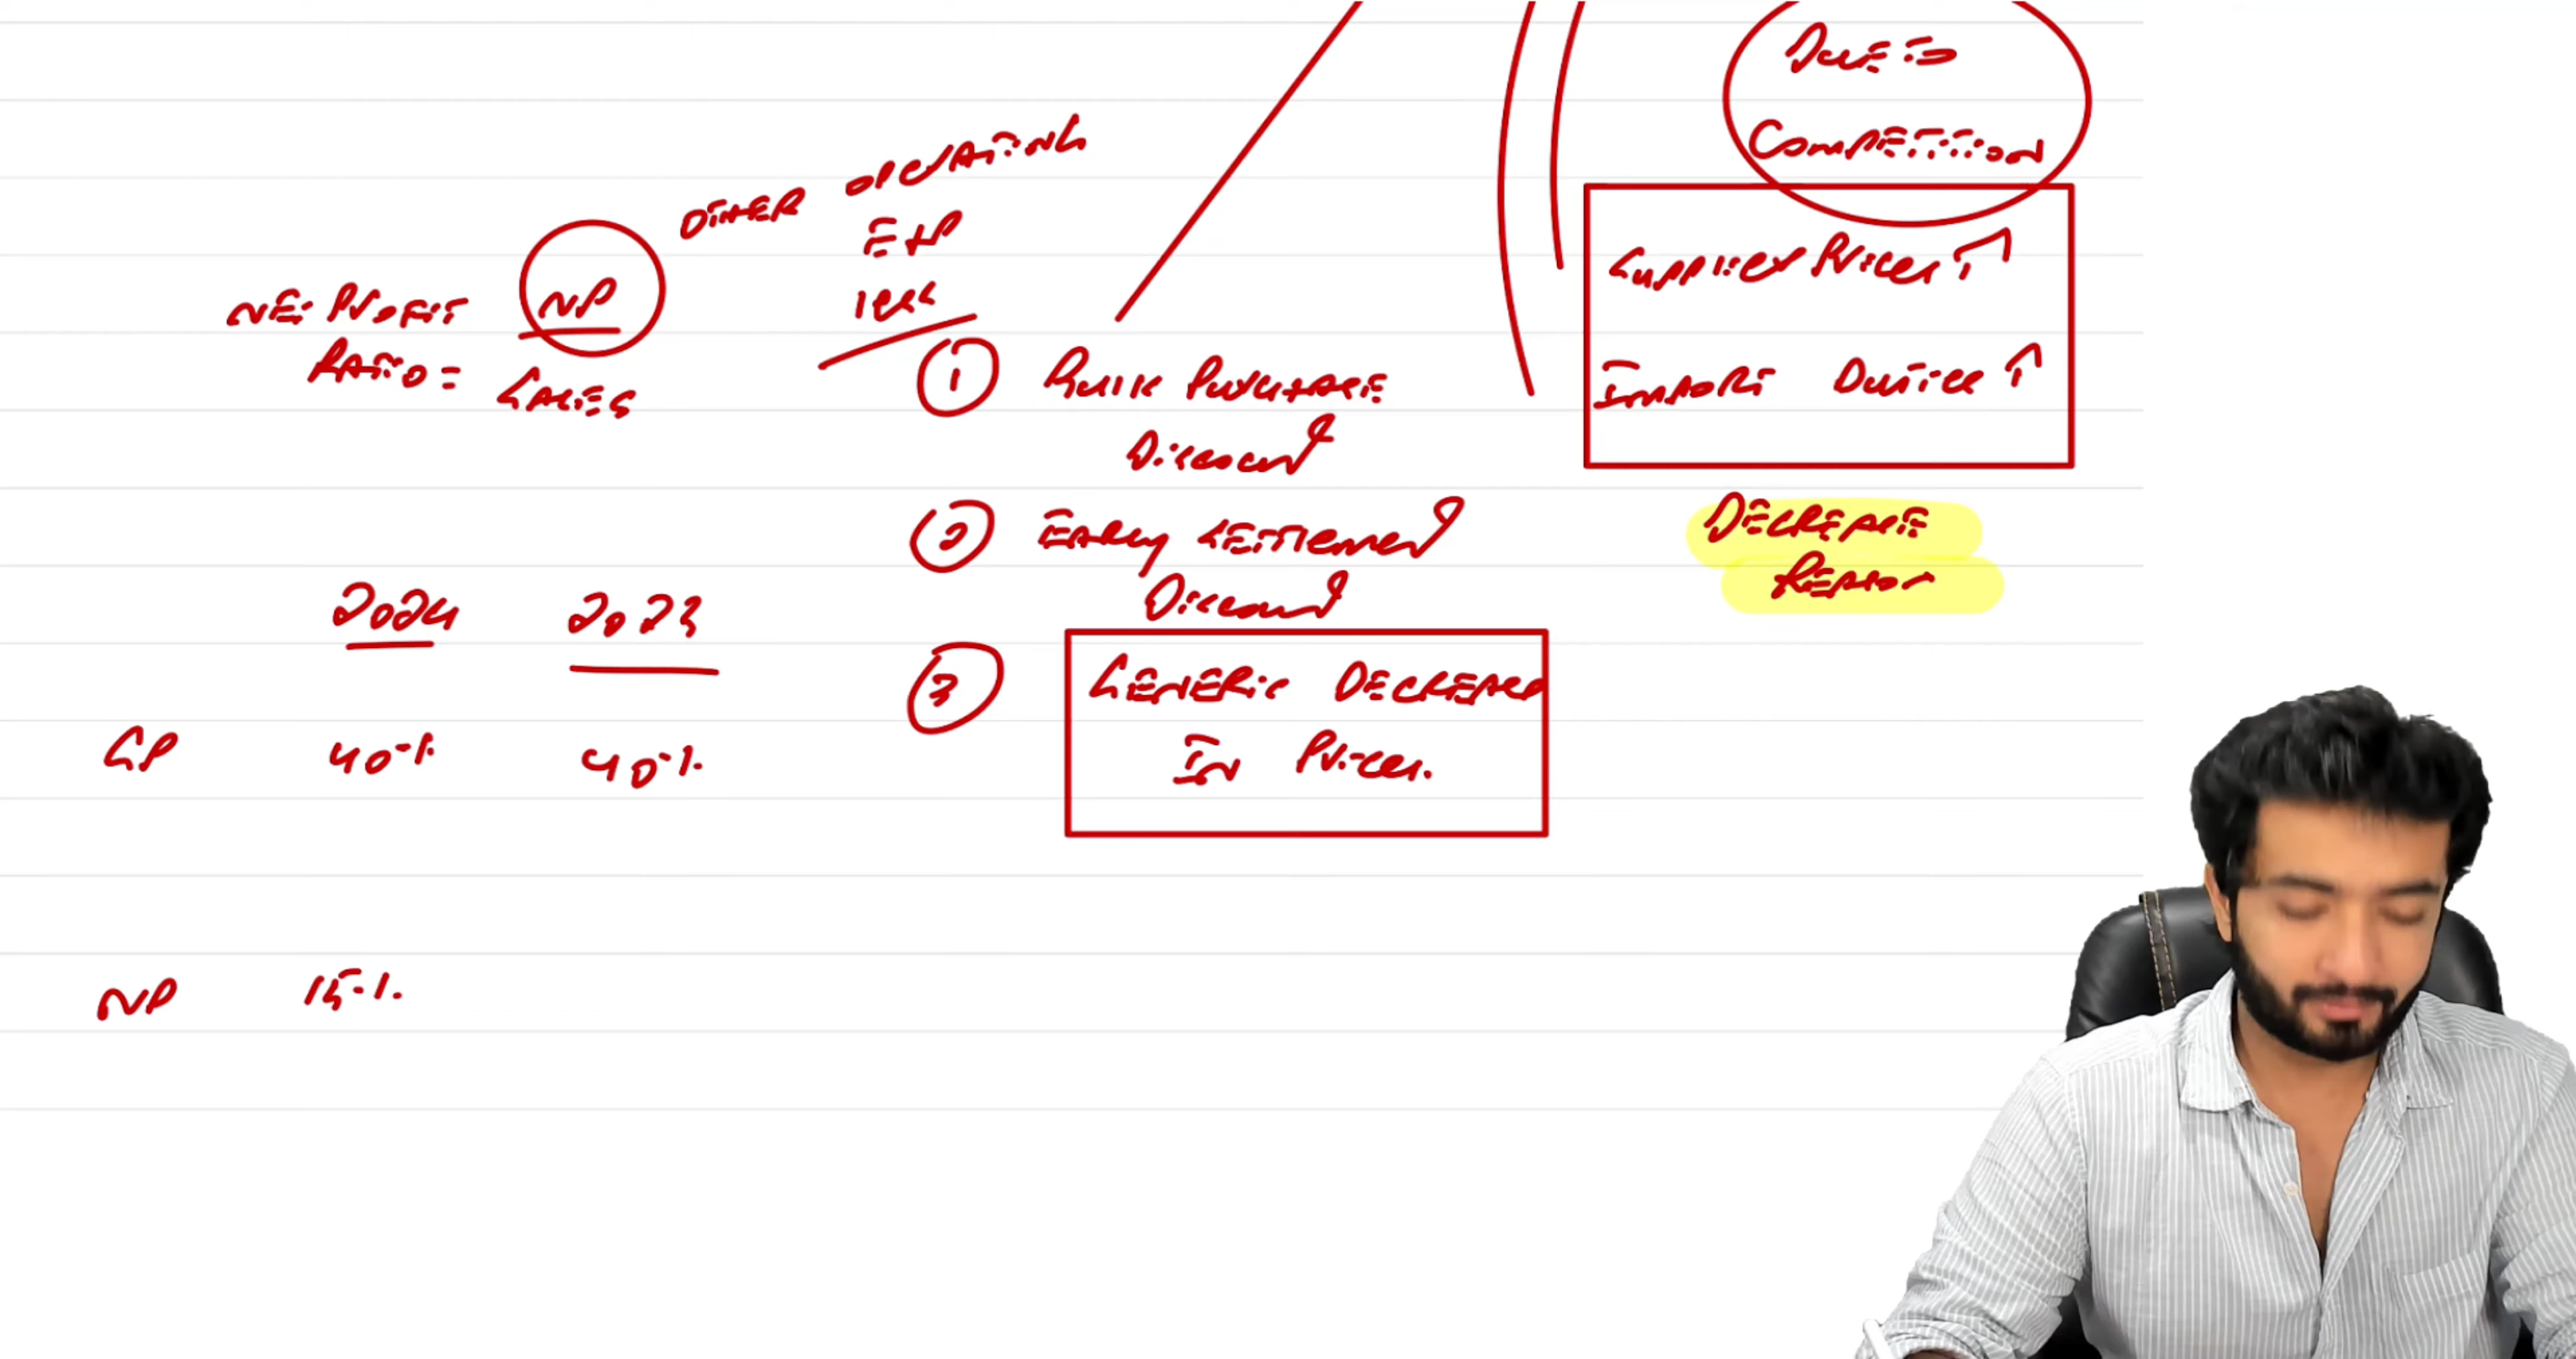 DUE TO
COMPETITION
OTHER OPERATING
EXP
less
NET PROFIT
RATIO =
NP
SALES
Supplier Prices ↑
IMPORT Duties ↑
DECREASE
REASON
1 Bulk PURCHASE
Discount
2 EARLY SETTlement
Discount
3 GENERIC DECREASE
IN Prices.
2024 2023
GP 40% 40%.
NP 15%.